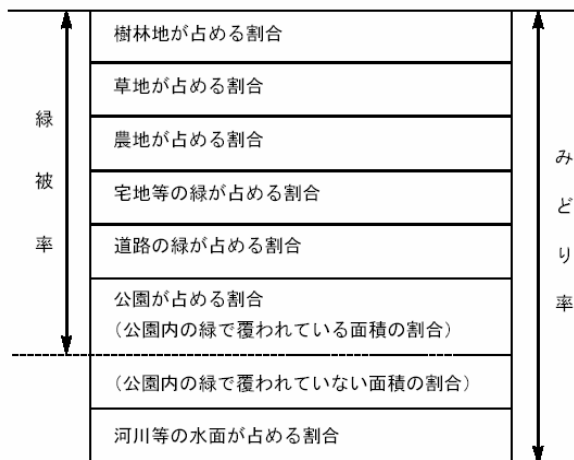 樹林地が占める割合
草地が占める割合
農地が占める割合
宅地等の緑が占める割合
道路の緑が占める割合
公園が占める割合
（公園内の緑で覆われている面積の割合）
（公園内の緑で覆われていない面積の割合）
河川等の水面が占める割合
緑被率
みどり率